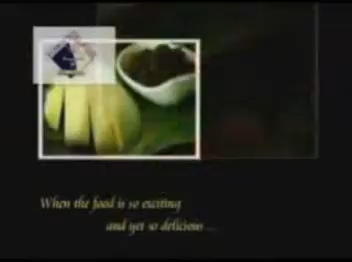 When the food is so exciting
and yet so delicious ...